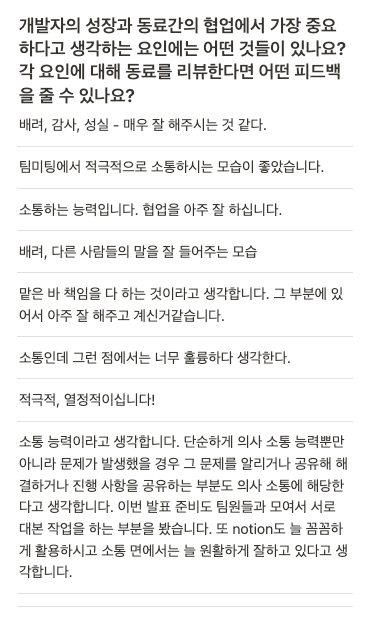 개발자의 성장과 동료간의 협업에서 가장 중요
하다고 생각하는 요인에는 어떤 것들이 있나요?
각 요인에 대해 동료를 리뷰한다면 어떤 피드백
을 줄 수 있나요?
배려, 감사, 성실 - 매우 잘 해주시는 것 같다.
팀미팅에서 적극적으로 소통하시는 모습이 좋았습니다.
소통하는 능력입니다. 협업을 아주 잘 하십니다.
배려, 다른 사람들의 말을 잘 들어주는 모습
맡은 바 책임을 다 하는 것이라고 생각합니다. 그 부분에 있
어서 아주 잘 해주고 계신거같습니다.
소통인데 그런 점에서는 너무 훌륭하다 생각한다.
적극적, 열정적이십니다!
소통 능력이라고 생각합니다. 단순하게 의사 소통 능력뿐만
아니라 문제가 발생했을 경우 그 문제를 알리거나 공유해 해
결하거나 진행 사항을 공유하는 부분도 의사 소통에 해당한
다고 생각합니다. 이번 발표 준비도 팀원들과 모여서 서로
대본 작업을 하는 부분을 봤습니다. 또 notion도 늘 꼼꼼하
게 활용하시고 소통 면에서는 늘 원활하게 잘하고 있다고 생
각합니다.